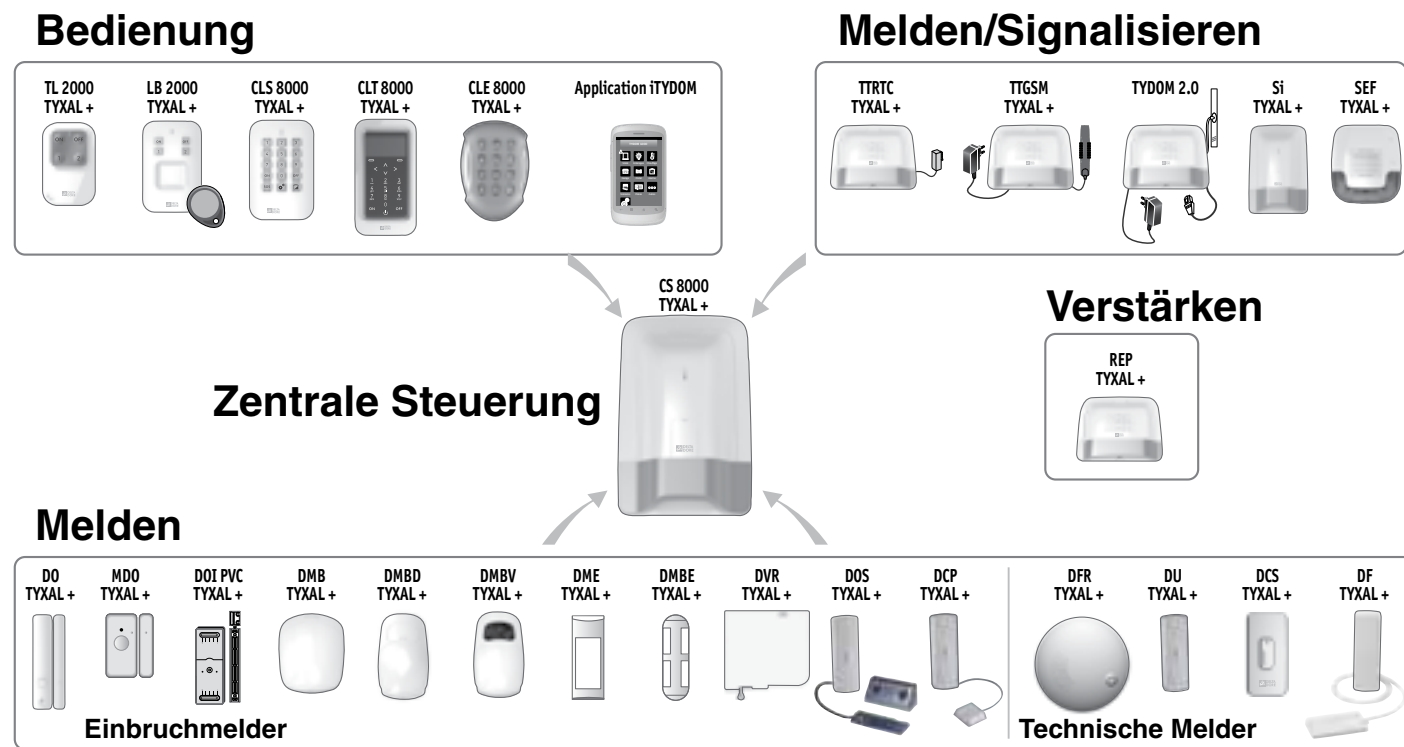 Bedienung
TL 2000
TYXAL +
LB 2000
TYXAL +
CLS 8000
TYXAL +
CLT 8000
TYXAL +
CLE 8000
TYXAL +
Application iTYDOM
Melden/Signalisieren
TTRTC
TYXAL +
TTGSM
TYXAL +
TYDOM 2.0
Si
TYXAL +
SEF
TYXAL +
CS 8000
TYXAL +
Zentrale Steuerung
Verstärken
REP
TYXAL +
Melden
DO
TYXAL +
MDO
TYXAL +
DOI PVC
TYXAL +
DMB
TYXAL +
DMBD
TYXAL +
DMBV
TYXAL +
DME
TYXAL +
DMBE
TYXAL +
DVR
TYXAL +
DOS
TYXAL +
DCP
TYXAL +
Einbruchmelder
DFR
TYXAL +
DU
TYXAL +
DCS
TYXAL +
DF
TYXAL +
Technische Melder